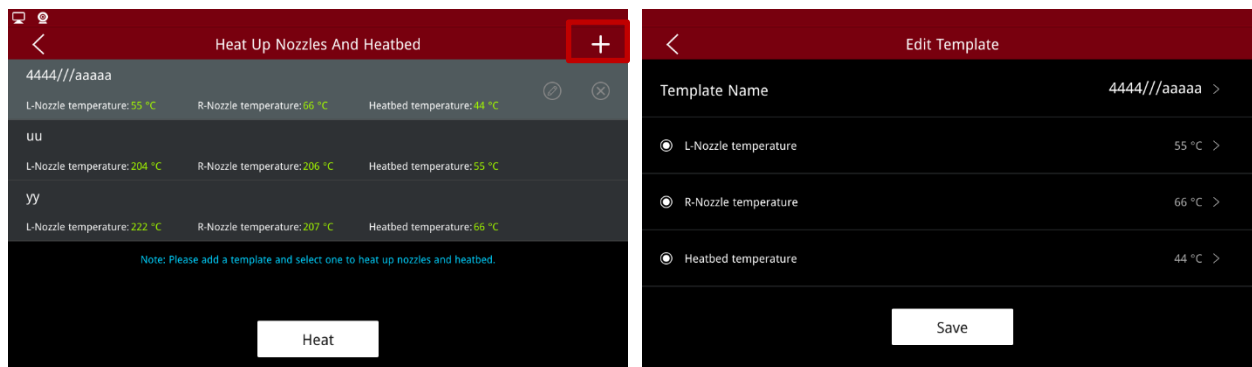 Heat Up Nozzles And Heatbed
4444///aaaaa
L-Nozzle temperature: 55 °C R-Nozzle temperature: 66 °C Heatbed temperature: 44 °C
uu
L-Nozzle temperature: 204 °C R-Nozzle temperature: 206 °C Heatbed temperature: 55 °C
yy
L-Nozzle temperature: 222 °C R-Nozzle temperature: 207 °C Heatbed temperature: 66 °C
Note: Please add a template and select one to heat up nozzles and heatbed.
Heat
Edit Template
Template Name 4444///aaaaa >
L-Nozzle temperature 55 °C >
R-Nozzle temperature 66 °C >
Heatbed temperature 44 °C >
Save